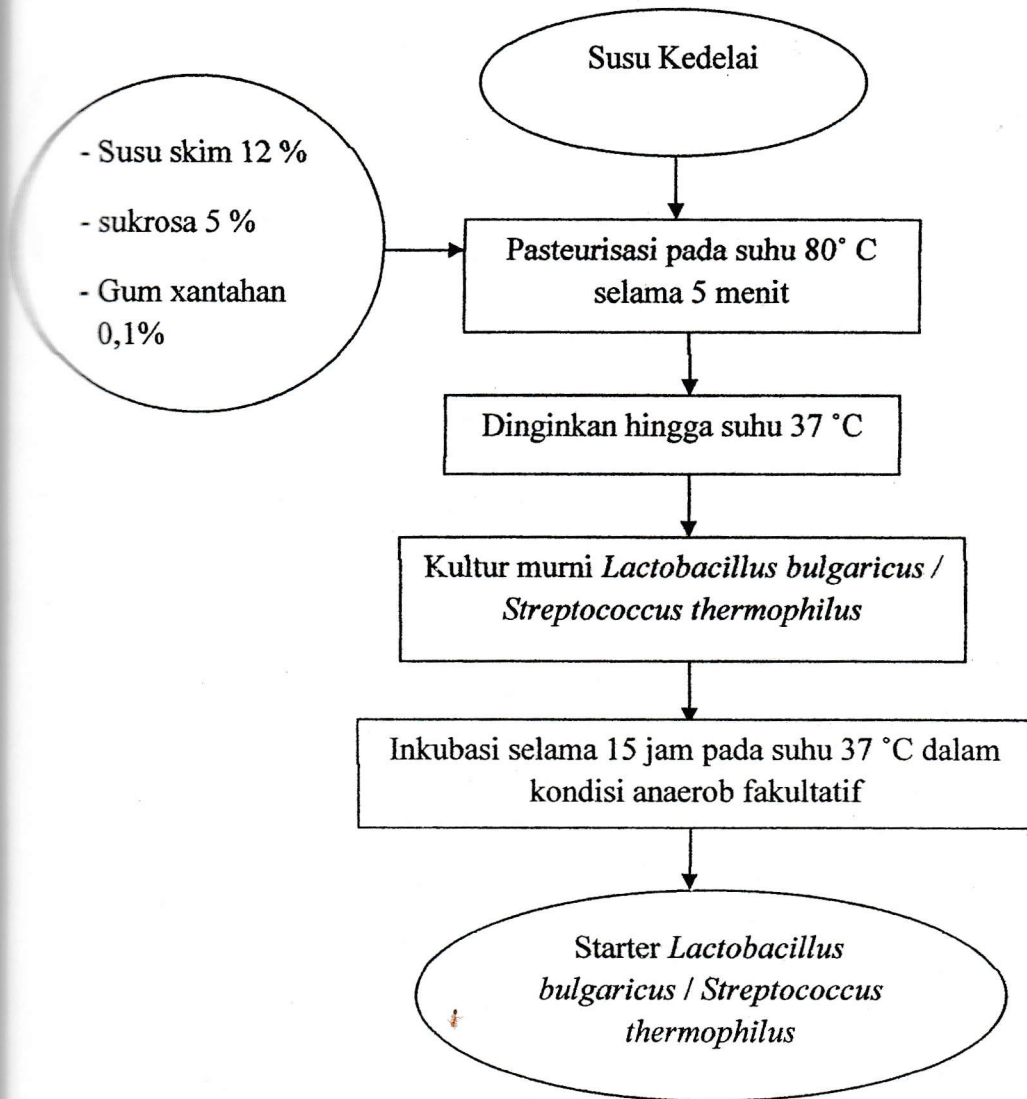 Susu Kedelai
- Susu skim 12 %
- sukrosa 5 %
- Gum xantahan
0,1%
Pasteurisasi pada suhu 80˚ C
selama 5 menit
Dinginkan hingga suhu 37 ˚C
Kultur murni Lactobacillus bulgaricus /
Streptococcus thermophilus
Inkubasi selama 15 jam pada suhu 37 ˚C dalam
kondisi anaerob fakultatif
Starter Lactobacillus
bulgaricus / Streptococcus
thermophilus